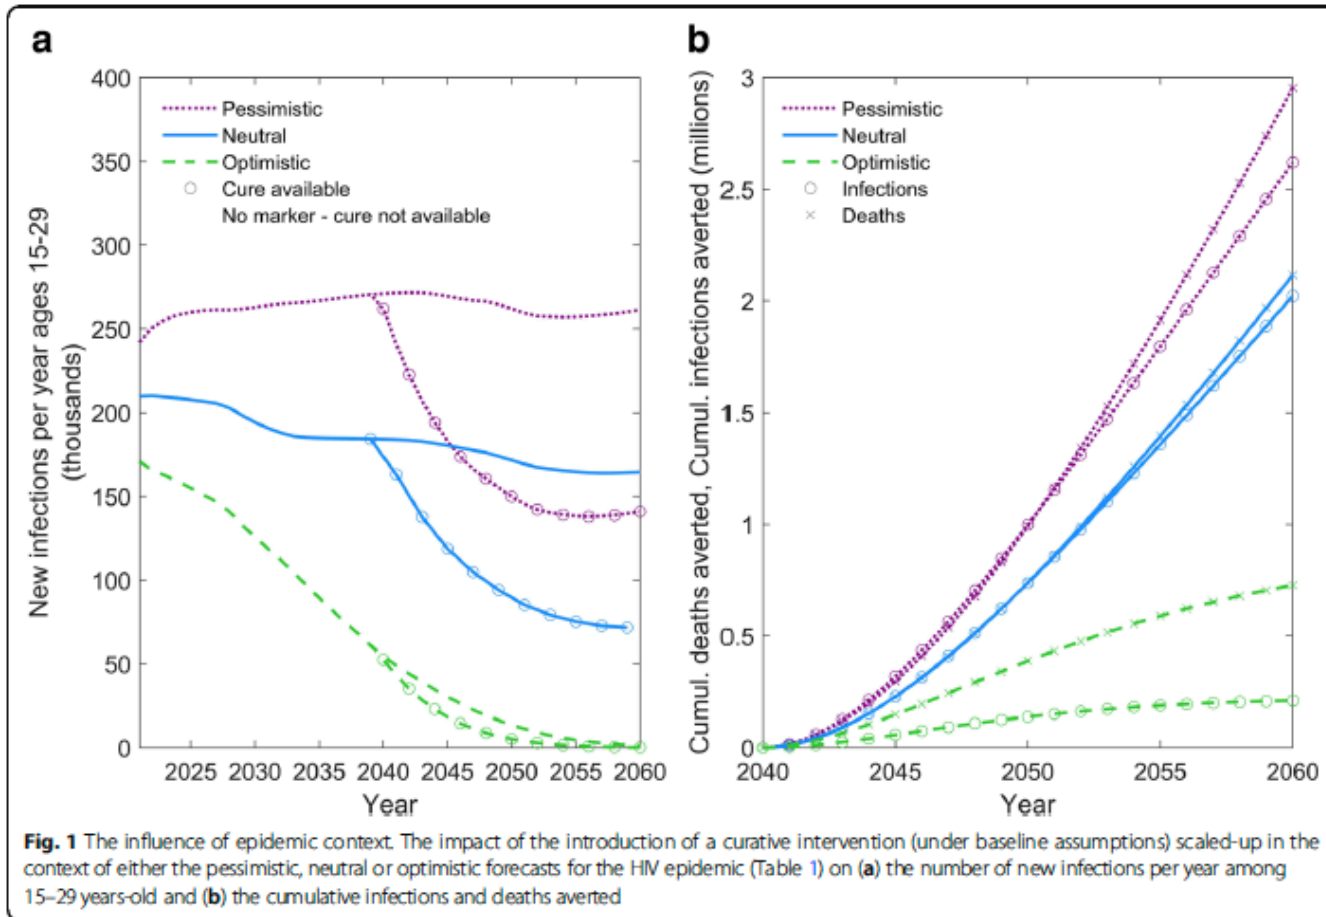 a
New infections per year ages 15-29
(thousands)
400
350
300
250
200
150
100
50
0
Pessimistic
Neutral
Optimistic
Cure available
No marker - cure not available
2025 2030 2035 2040 2045 2050 2055 2060
Year
b
Cumul. deaths averted, Cumul. infections averted (millions)
3
2.5
2
1.5
1
0.5
0
Pessimistic
Neutral
Optimistic
Infections
Deaths
2040 2045 2050 2055 2060
Year
Fig. 1 The influence of epidemic context. The impact of the introduction of a curative intervention (under baseline assumptions) scaled-up in the
context of either the pessimistic, neutral or optimistic forecasts for the HIV epidemic (Table 1) on (a) the number of new infections per year among
15–29 years-old and (b) the cumulative infections and deaths averted